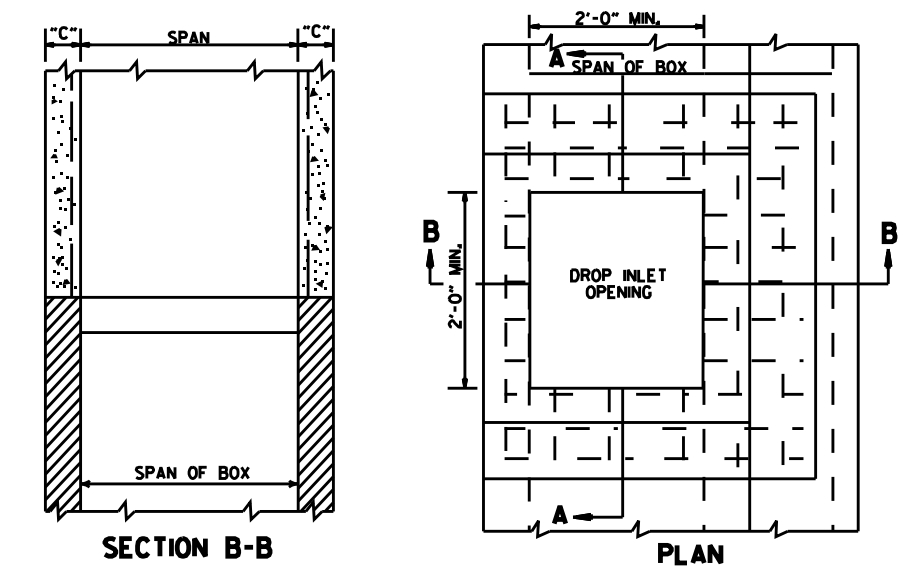 "C"
SPAN
"C"
SPAN OF BOX
SECTION B-B
2'-0" MIN.
A
SPAN OF BOX
B
2'-0" MIN.
DROP INLET
OPENING
B
A
PLAN